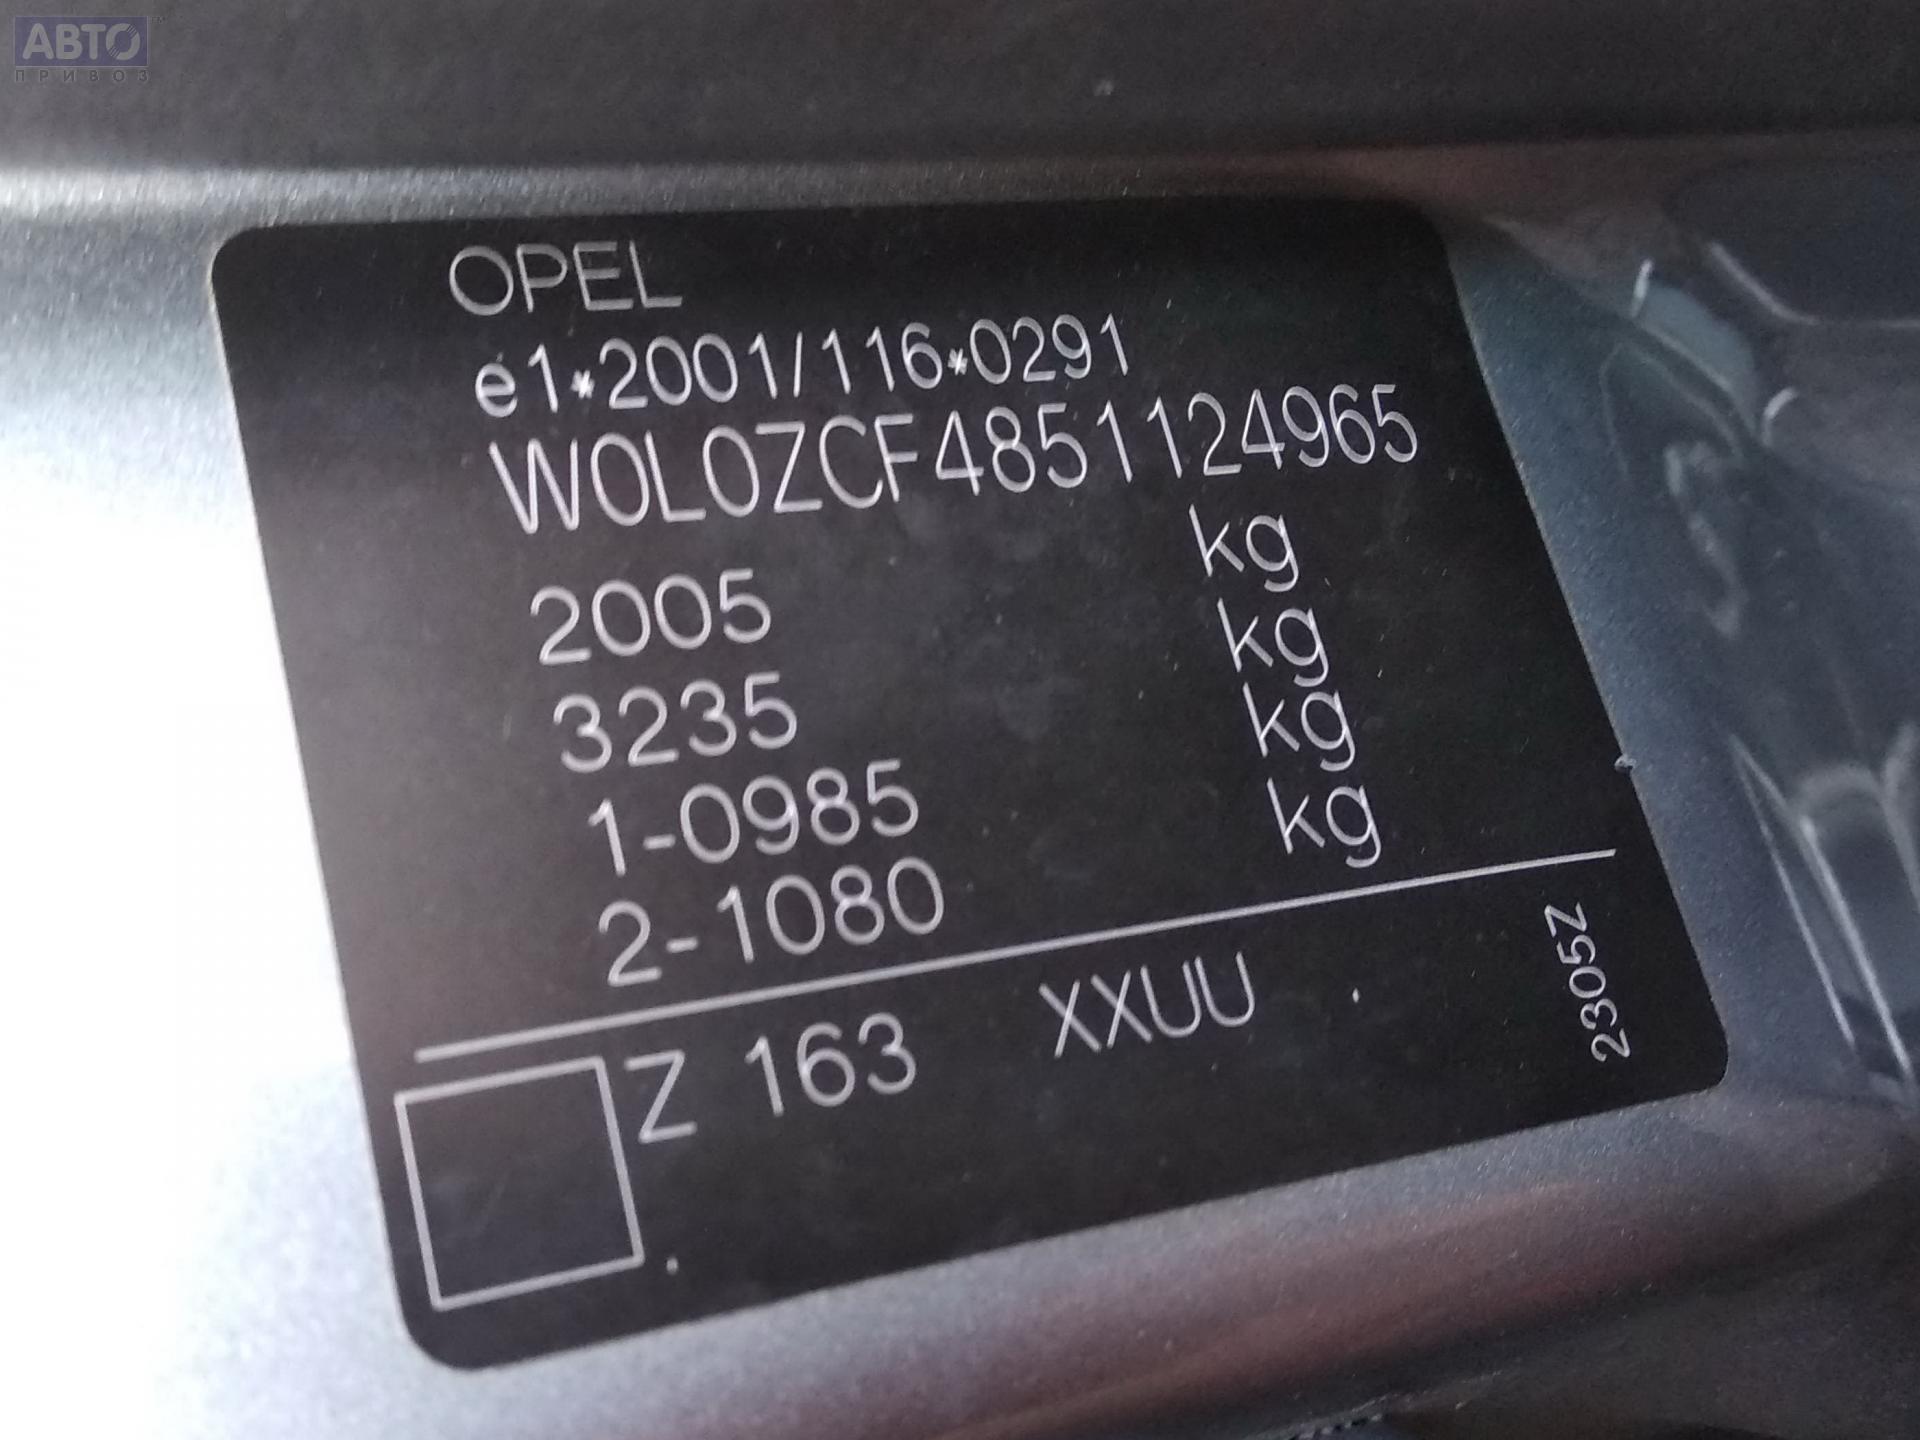 АВТО
ПРИВОЗ
OPEL
e1*2001/116*0291
W0L0ZCF4851124965
2005 kg
3235 kg
1-0985 kg
2-1080 kg
Z 163 XXUU
2305Z